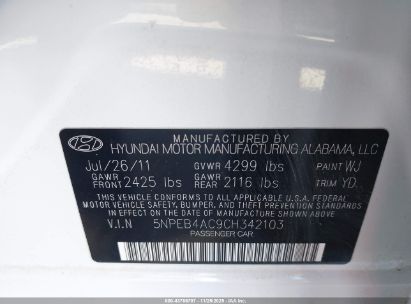 MANUFACTURED BY
HYUNDAI MOTOR MANUFACTURING ALABAMA, LLC
Jul/26/11 GVWR 4299 lbs PAINT WJ
GAWR FRONT 2425 lbs GAWR REAR 2116 lbs TRIM YD
THIS VEHICLE CONFORMS TO ALL APPLICABLE U.S.A. FEDERAL
MOTOR VEHICLE SAFETY, BUMPER, AND THEFT PREVENTION STANDARDS
IN EFFECT ON THE DATE OF MANUFACTURE SHOWN ABOVE.
V.I.N 5NPEB4AC9CH342103
PASSENGER CAR